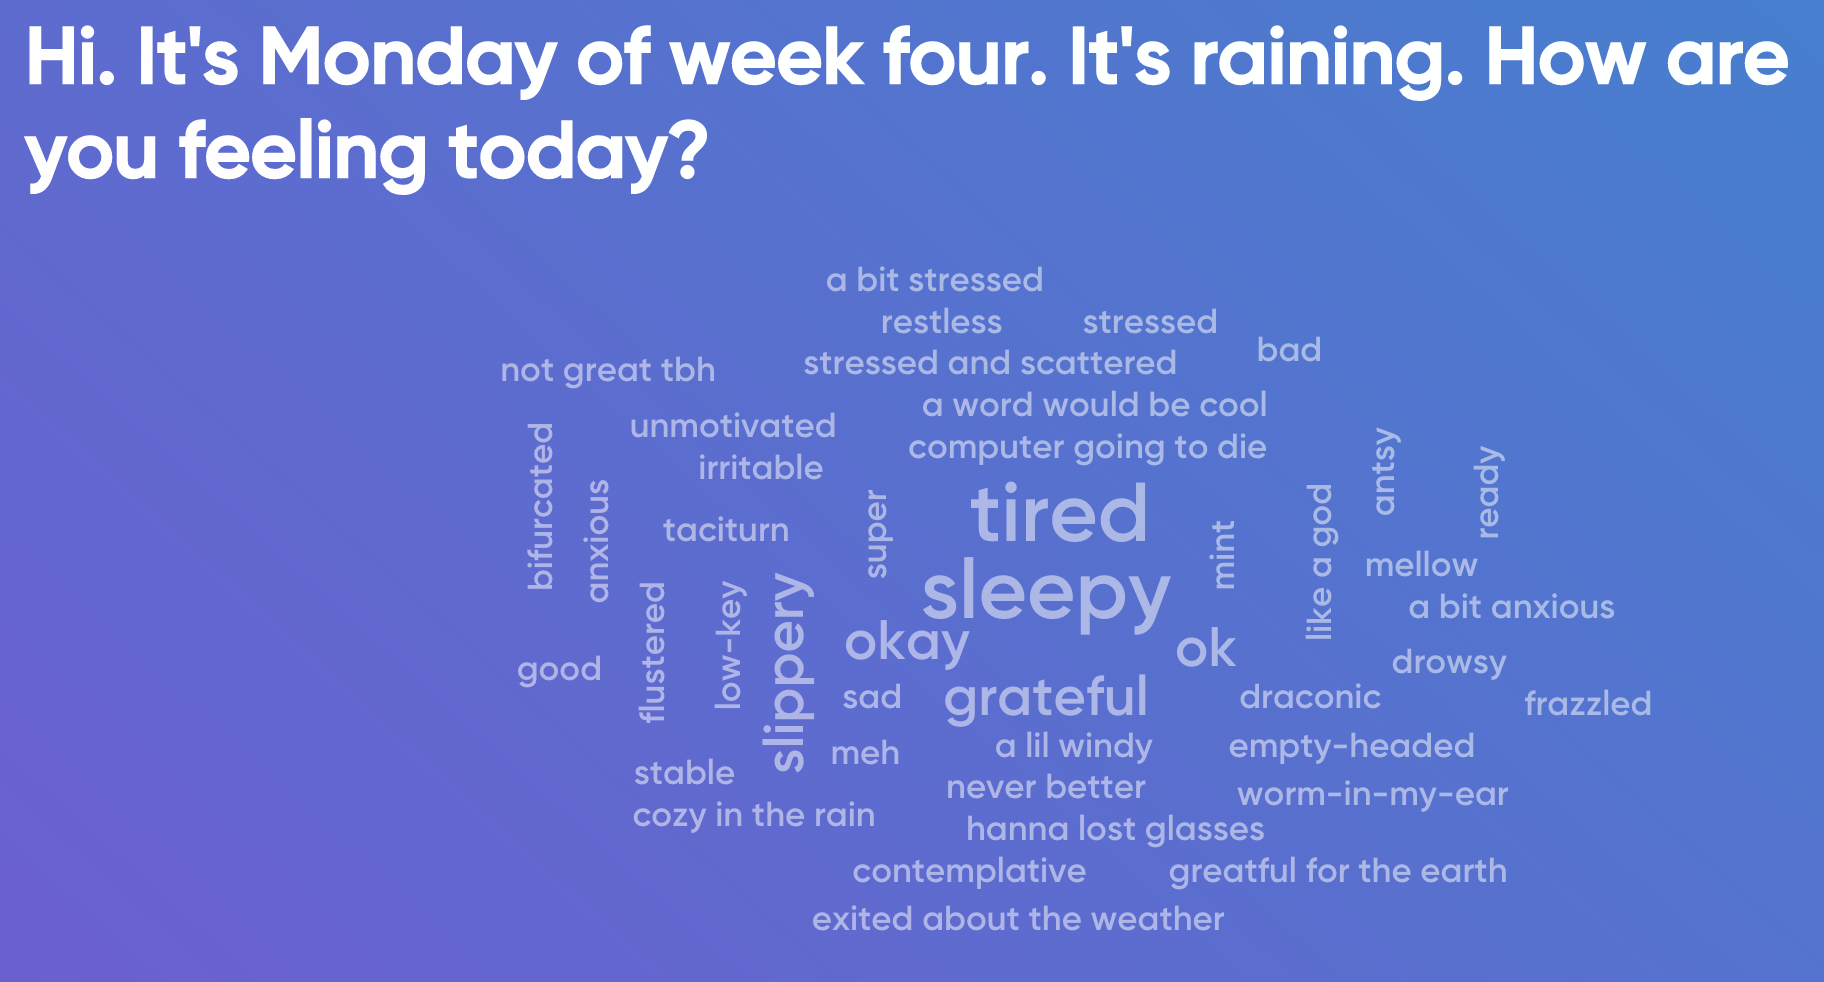 Hi. It's Monday of week four. It's raining. How are
you feeling today?
a bit stressed
restless
stressed
bad
not great tbh
stressed and scattered
a word would be cool
unmotivated
computer going to die
irritable
bifurcated
anxious
taciturn
super
tired
mint
like a god
antsy
ready
mellow
sleepy
a bit anxious
flustered
low-key
slippery
okay
ok
good
drowsy
sad
grateful
draconic
frazzled
meh
a lil windy
empty-headed
stable
never better
worm-in-my-ear
cozy in the rain
hanna lost glasses
contemplative
greatful for the earth
exited about the weather